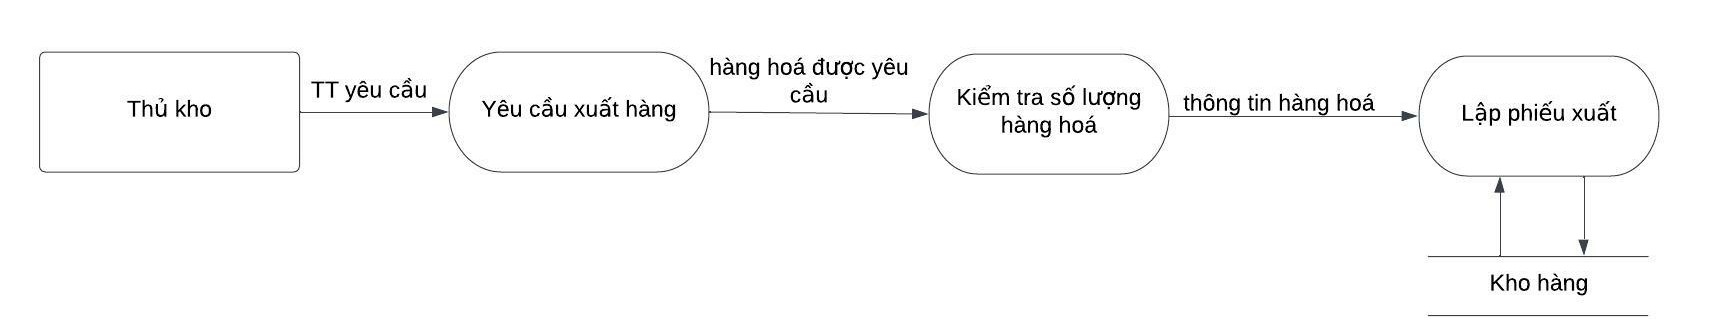 Thủ kho
TT yêu cầu
Yêu cầu xuất hàng
hàng hoá được yêu
cầu
Kiểm tra số lượng
hàng hoá
thông tin hàng hoá
Lập phiếu xuất
Kho hàng